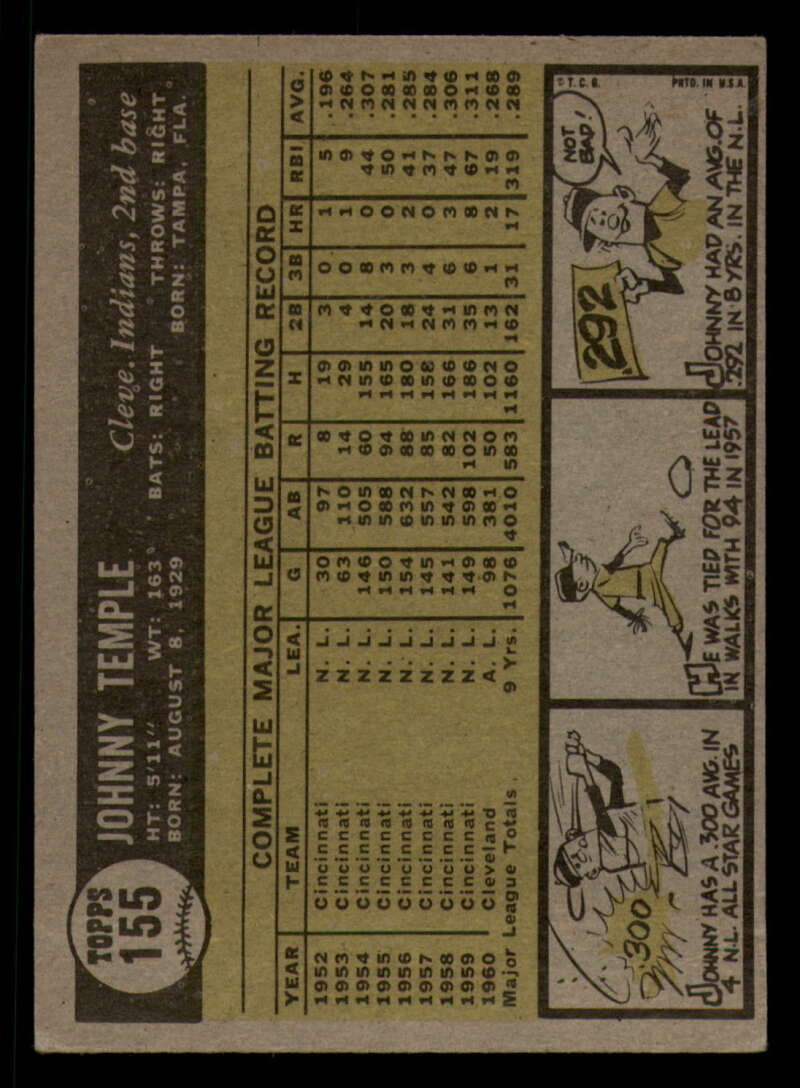 TOPPS
155
JOHNNY TEMPLE Cleve. Indians, 2nd base
HT: 5'11" WT: 163 BATS: RIGHT THROWS: RIGHT
BORN: AUGUST 8, 1929 BORN: TAMPA, FLA.
COMPLETE MAJOR LEAGUE BATTING RECORD
YEAR TEAM LEA. G AB R H 2B 3B HR RBI AVG.
1952 Cincinnati N. L. 30 97 8 19 3 0 1 5 .196
1953 Cincinnati N. L. 63 110 14 29 4 0 1 9 .264
1954 Cincinnati N. L. 146 505 60 155 14 8 0 44 .307
1955 Cincinnati N. L. 150 588 94 165 20 3 0 50 .281
1956 Cincinnati N. L. 154 632 88 180 18 3 2 41 .285
1957 Cincinnati N. L. 145 557 85 158 24 4 0 37 .284
1958 Cincinnati N. L. 141 542 82 166 31 6 3 47 .306
1959 Cincinnati N. L. 149 598 102 186 35 6 8 67 .311
1960 Cleveland A. L. 98 381 50 102 13 1 2 19 .268
Major League Totals 9 Yrs. 1076 4010 583 1160 162 31 17 319 .289
.300
JOHNNY HAS A .300 AVG. IN
4 N.L. ALL STAR GAMES
HE WAS TIED FOR THE LEAD
IN WALKS WITH 94 IN 1957
© T.C.G. PRTD. IN U.S.A.
NOT
BAD!
.292
JOHNNY HAD AN AVG. OF
.292 IN 8 YRS. IN THE N.L.